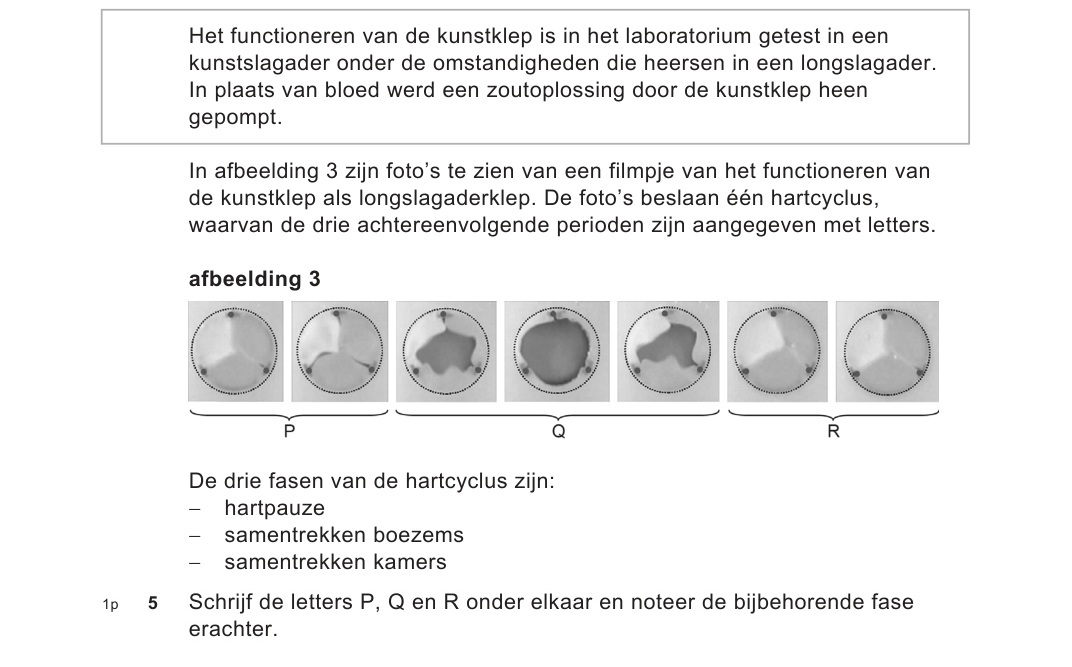 Het functioneren van de kunstklep is in het laboratorium getest in een
kunstslagader onder de omstandigheden die heersen in een longslagader.
In plaats van bloed werd een zoutoplossing door de kunstklep heen
gepompt.
In afbeelding 3 zijn foto’s te zien van een filmpje van het functioneren van
de kunstklep als longslagaderklep. De foto’s beslaan één hartcyclus,
waarvan de drie achtereenvolgende perioden zijn aangegeven met letters.
afbeelding 3
P Q R
De drie fasen van de hartcyclus zijn:
– hartpauze
– samentrekken boezems
– samentrekken kamers
1p 5 Schrijf de letters P, Q en R onder elkaar en noteer de bijbehorende fase
erachter.